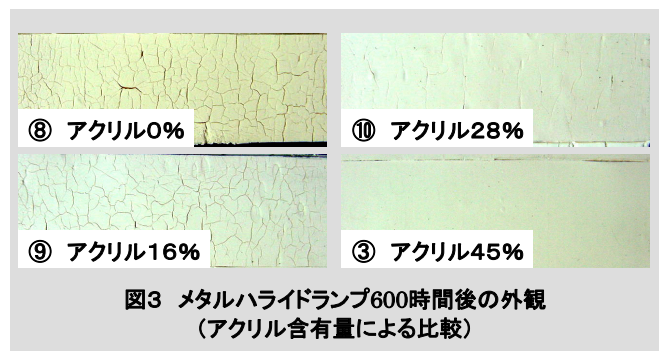 ⑧ アクリル0%
⑩ アクリル28%
⑨ アクリル16%
③ アクリル45%
図3 メタルハライドランプ600時間後の外観
(アクリル含有量による比較)